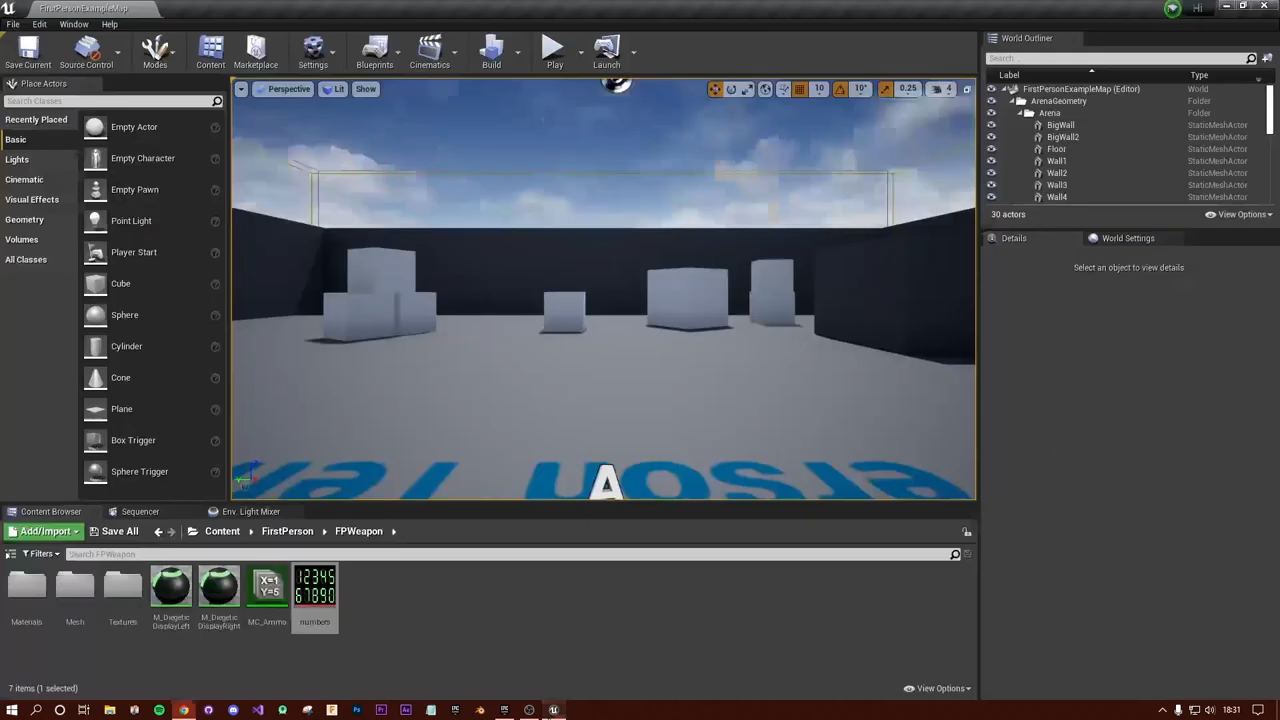 FirstPersonExampleMap
Hi
File Edit Window Help
Save Current Source Control Modes Content Marketplace Settings Blueprints Cinematics Build Play Launch
Place Actors
Search Classes
Recently Placed
Basic
Lights
Cinematic
Visual Effects
Geometry
Volumes
All Classes
Empty Actor
Empty Character
Empty Pawn
Point Light
Player Start
Cube
Sphere
Cylinder
Cone
Plane
Box Trigger
Sphere Trigger
Perspective Lit Show
10 10° 0.25 4
World Outliner
Search...
Label Type
FirstPersonExampleMap (Editor) World
ArenaGeometry Folder
Arena Folder
BigWall StaticMeshActor
BigWall2 StaticMeshActor
Floor StaticMeshActor
Wall1 StaticMeshActor
Wall2 StaticMeshActor
Wall3 StaticMeshActor
Wall4 StaticMeshActor
30 actors View Options
Details World Settings
Select an object to view details
Content Browser Sequencer Env. Light Mixer
Add/Import Save All Content FirstPerson FPWeapon
Filters Search FPWeapon
X=1
Y=5
12345
67890
Materials Mesh Textures M_Diegetic DisplayLeft M_Diegetic DisplayRight MC_Ammo numbers
7 items (1 selected) View Options
18:31